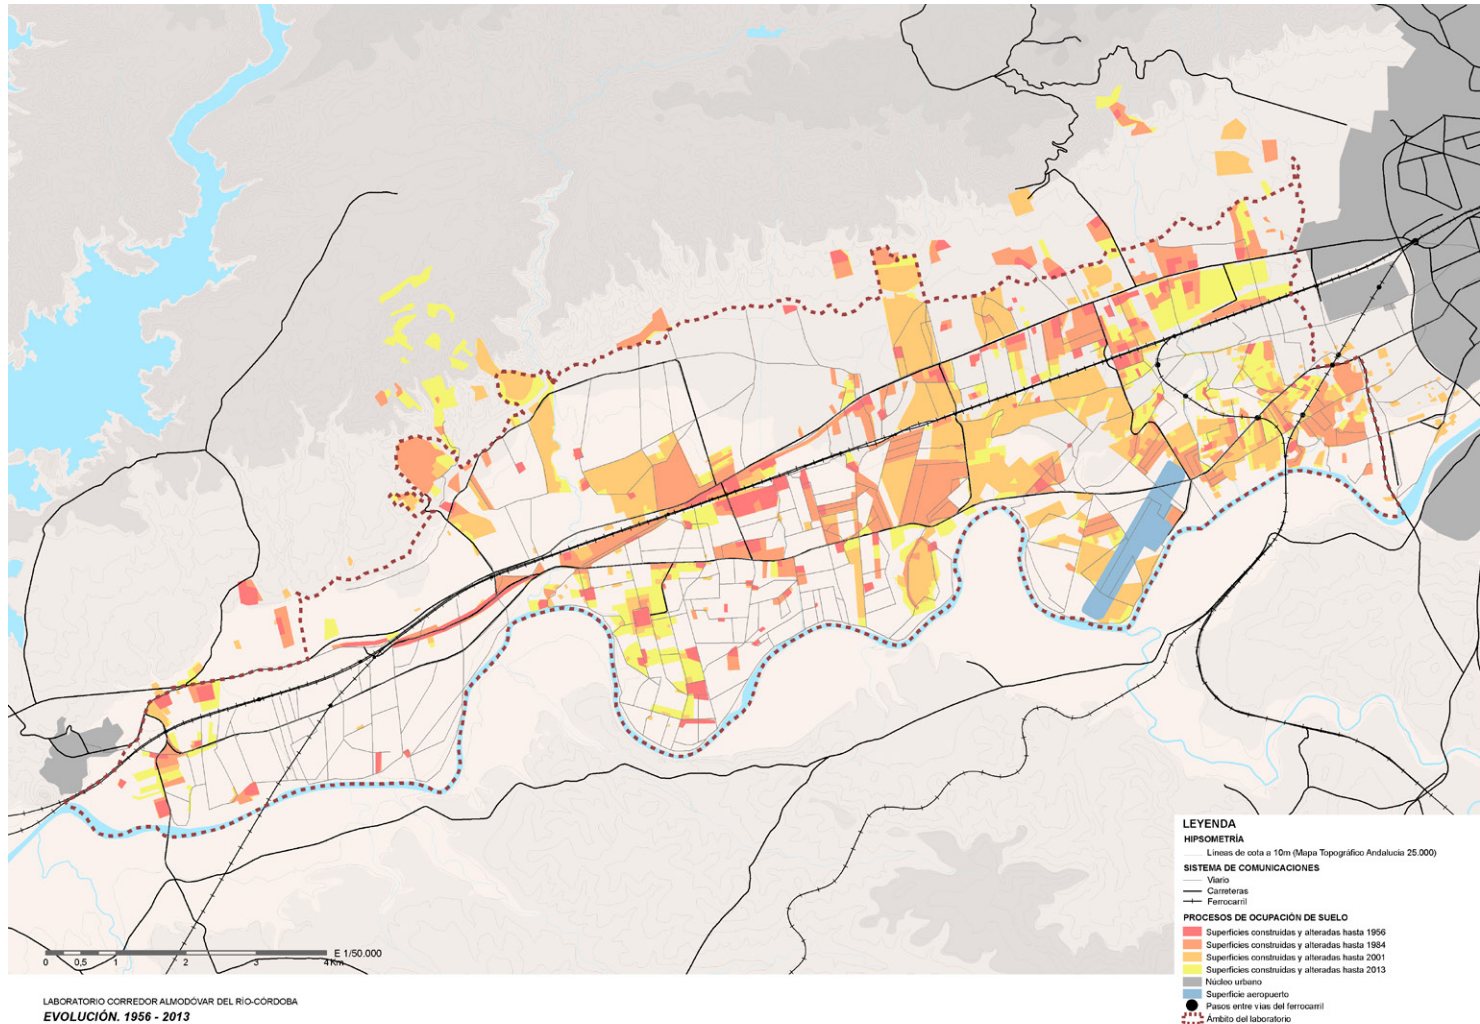 LEYENDA
HIPSOMETRÍA
Líneas de cota a 10m (Mapa Topográfico Andalucía 25.000)
SISTEMA DE COMUNICACIONES
Viario
Carreteras
Ferrocarril
PROCESOS DE OCUPACIÓN DE SUELO
Superficies construidas y alteradas hasta 1956
Superficies construidas y alteradas hasta 1984
Superficies construidas y alteradas hasta 2001
Superficies construidas y alteradas hasta 2013
Núcleo urbano
Superficie aeropuerto
Pasos entre vías del ferrocarril
Ámbito del laboratorio
E 1/50.000
0 0,5 1 2 3 4Km
LABORATORIO CORREDOR ALMODÓVAR DEL RÍO-CÓRDOBA
EVOLUCIÓN. 1956 - 2013